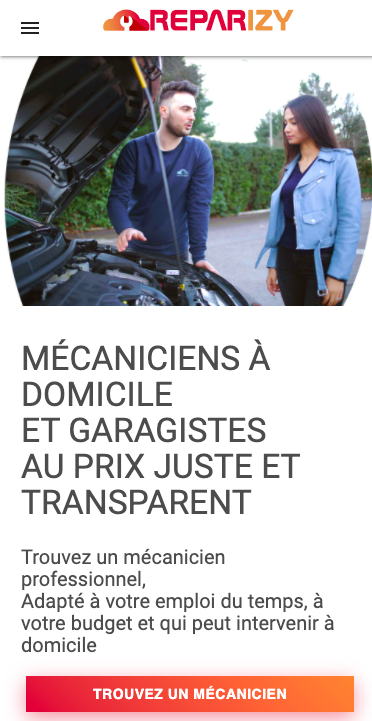 REPARIZY
MÉCANICIENS À
DOMICILE
ET GARAGISTES
AU PRIX JUSTE ET
TRANSPARENT
Trouvez un mécanicien
professionnel,
Adapté à votre emploi du temps, à
votre budget et qui peut intervenir à
domicile
TROUVEZ UN MÉCANICIEN